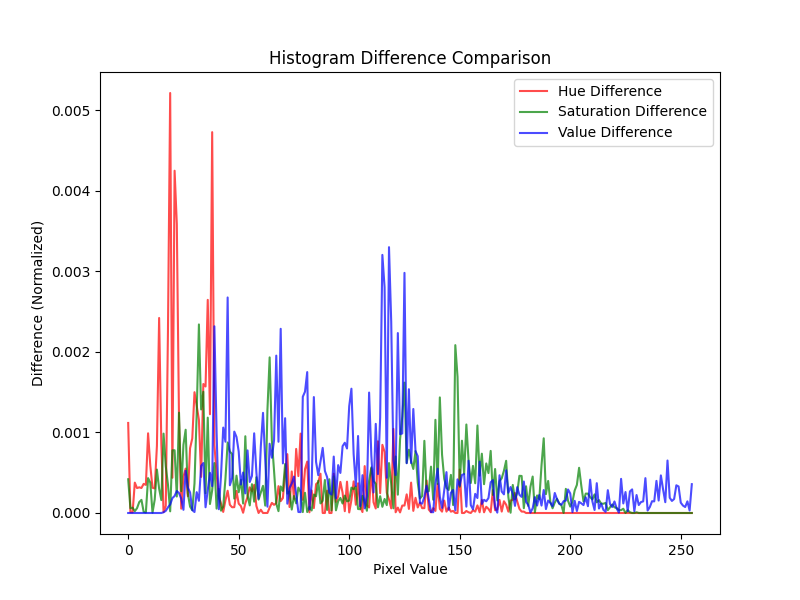 Histogram Difference Comparison
Hue Difference
Saturation Difference
Value Difference
Difference (Normalized)
0.005
0.004
0.003
0.002
0.001
0.000
0 50 100 150 200 250
Pixel Value